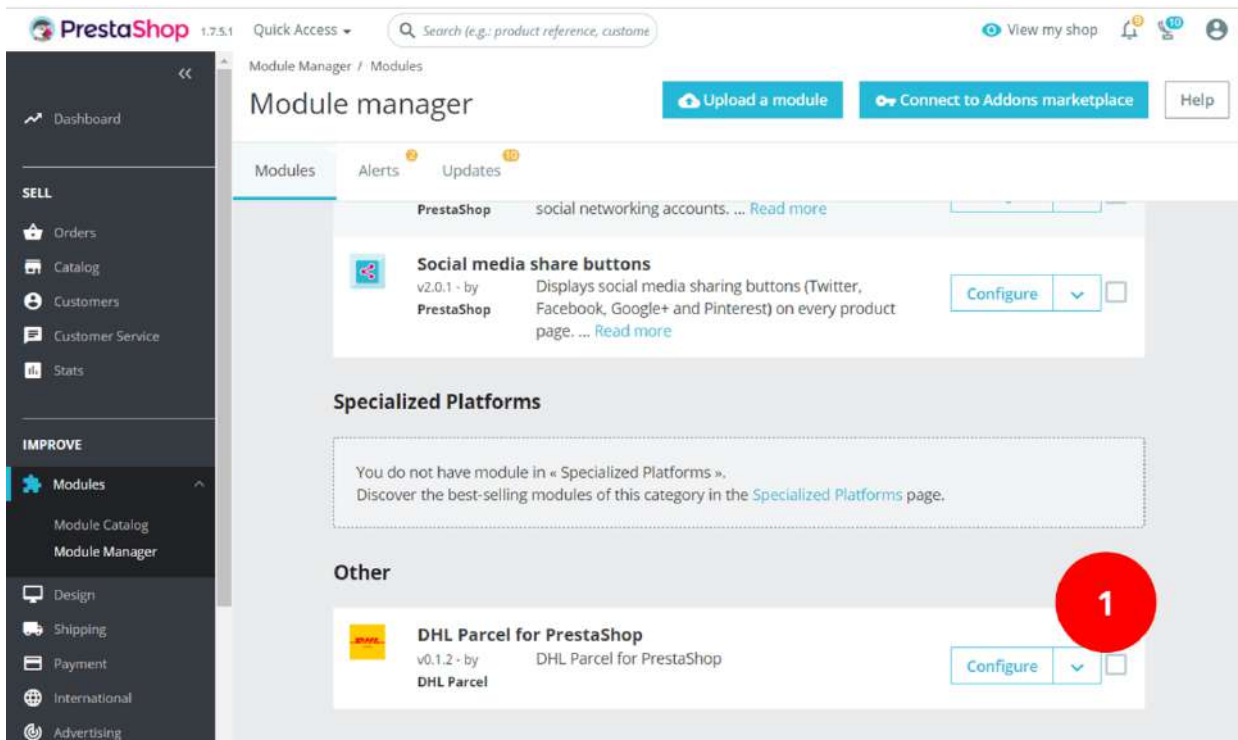 PrestaShop 1.7.5.1 Quick Access Search (e.g.: product reference, custome View my shop
Module Manager / Modules
Module manager Upload a module Connect to Addons marketplace Help
Modules Alerts 2 Updates 10
Dashboard
SELL
Orders
Catalog
Customers
Customer Service
Stats
IMPROVE
Modules
Module Catalog
Module Manager
Design
Shipping
Payment
International
Advertising
PrestaShop social networking accounts. ... Read more
Social media share buttons
v2.0.1 - by Displays social media sharing buttons (Twitter,
PrestaShop Facebook, Google+ and Pinterest) on every product
page. ... Read more
Configure
Specialized Platforms
You do not have module in « Specialized Platforms ».
Discover the best-selling modules of this category in the Specialized Platforms page.
Other
1
DHL Parcel for PrestaShop
v0.1.2 - by DHL Parcel for PrestaShop
DHL Parcel
Configure